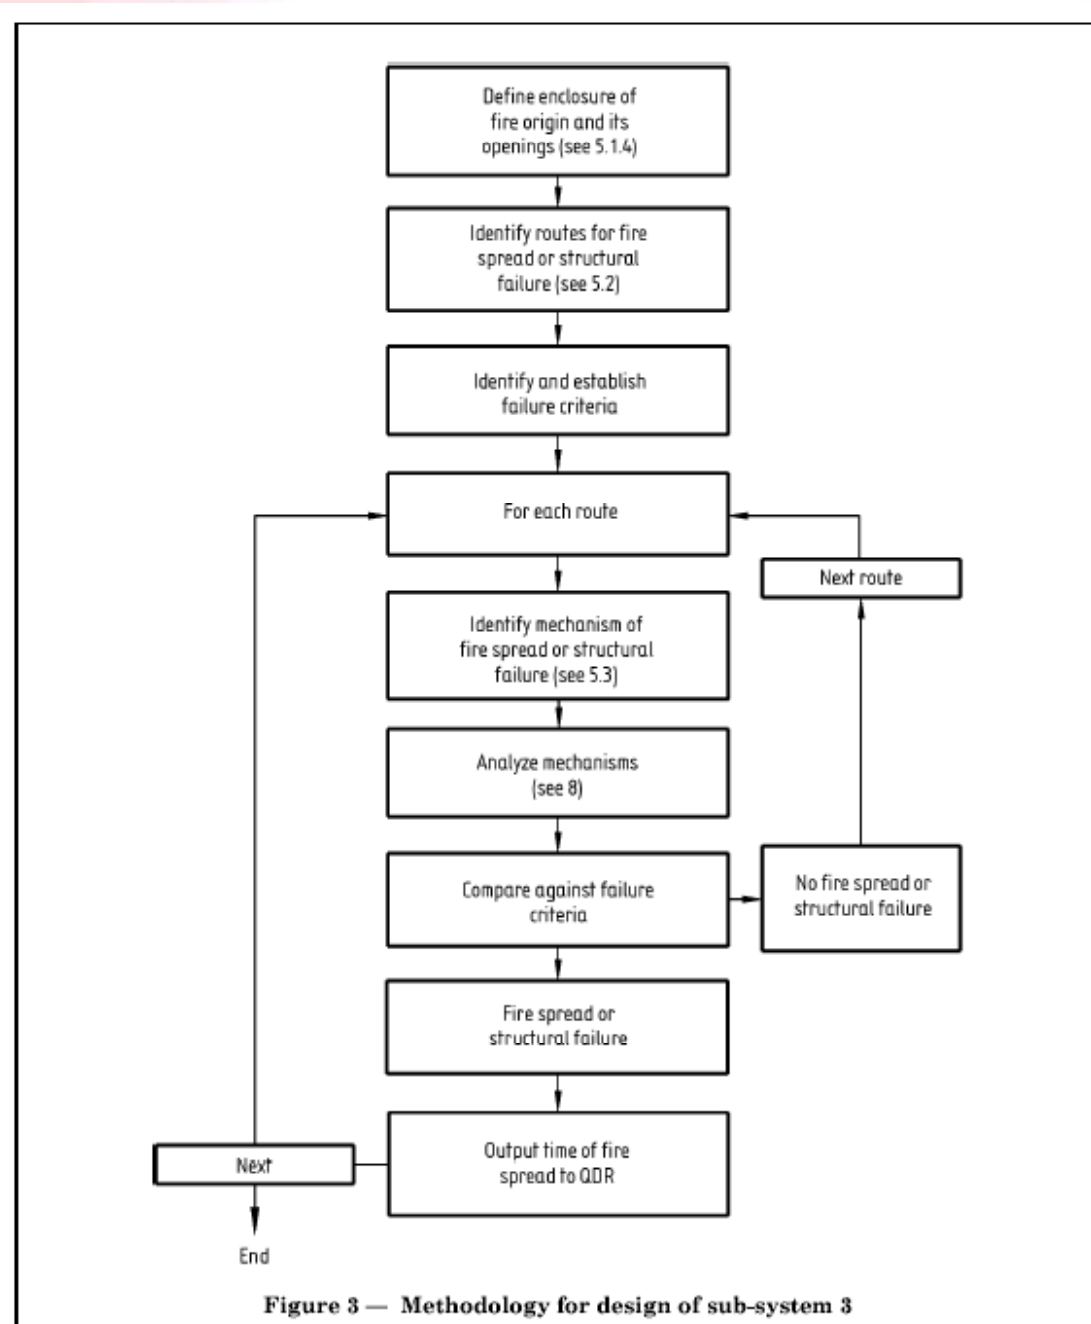 Define enclosure of
fire origin and its
openings (see 5.1.4)
Identify routes for fire
spread or structural
failure (see 5.2)
Identify and establish
failure criteria
For each route
Next route
Identify mechanism of
fire spread or structural
failure (see 5.3)
Analyze mechanisms
(see 8)
Compare against failure
criteria
No fire spread or
structural failure
Fire spread or
structural failure
Output time of fire
spread to QDR
Next
End
Figure 3 — Methodology for design of sub-system 3